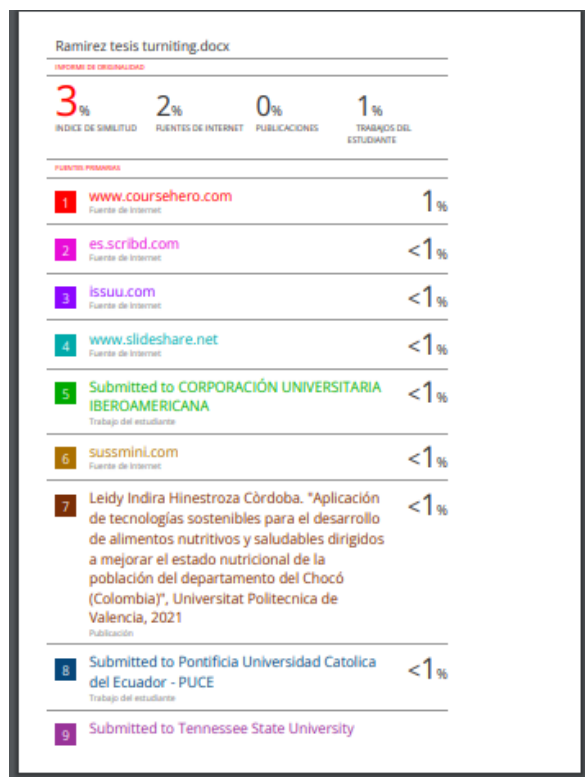 Ramirez tesis turniting.docx
INFORME DE ORIGINALIDAD
3%
2%
0%
1%
INDICE DE SIMILITUD
FUENTES DE INTERNET
PUBLICACIONES
TRABAJOS DEL
ESTUDIANTE
FUENTES PRIMARIAS
1 www.coursehero.com 1%
Fuente de Internet
2 es.scribd.com <1%
Fuente de Internet
3 issuu.com <1%
Fuente de Internet
4 www.slideshare.net <1%
Fuente de Internet
5 Submitted to CORPORACIÓN UNIVERSITARIA <1%
IBEROAMERICANA
Trabajo del estudiante
6 sussmini.com <1%
Fuente de Internet
7 Leidy Indira Hinestroza Còrdoba. "Aplicación <1%
de tecnologías sostenibles para el desarrollo
de alimentos nutritivos y saludables dirigidos
a mejorar el estado nutricional de la
población del departamento del Chocó
(Colombia)", Universitat Politecnica de
Valencia, 2021
Publicación
8 Submitted to Pontificia Universidad Catolica <1%
del Ecuador - PUCE
Trabajo del estudiante
9 Submitted to Tennessee State University